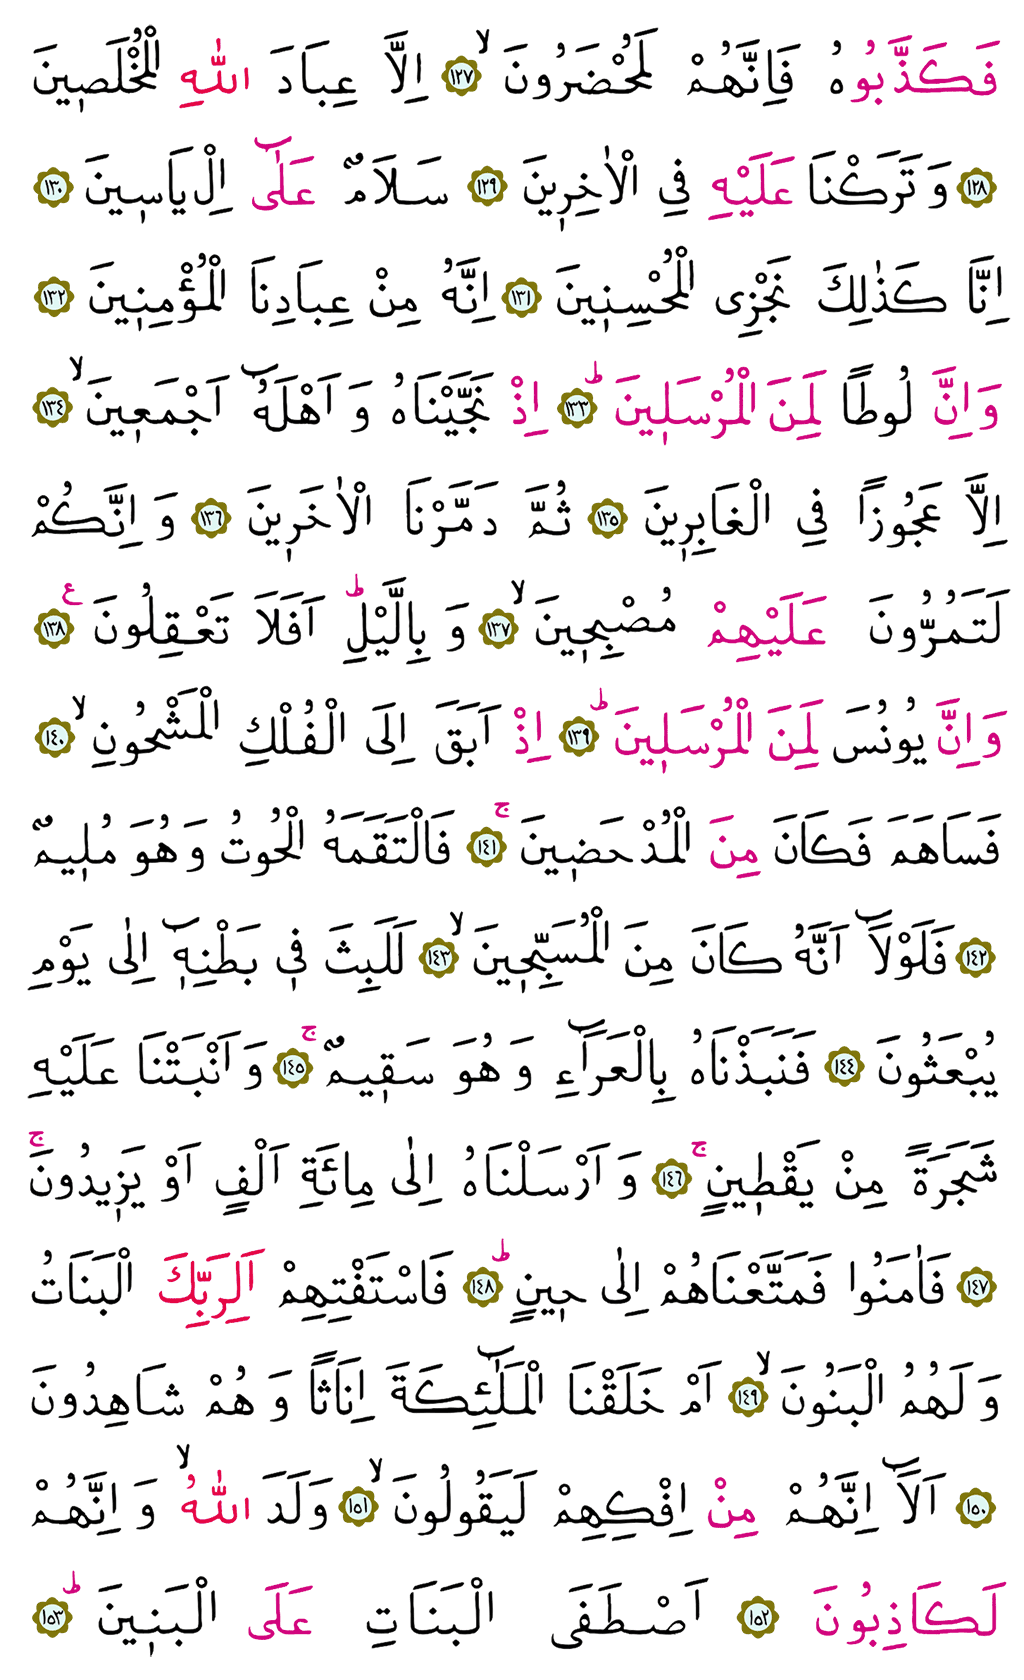 فَكَذَّبُوهُ فَاِنَّهُمْ لَمُحْضَرُونَۙ ﴿١٢٧﴾ اِلَّا عِبَادَ اللّٰهِ الْمُخْلَصٖينَ
﴿١٢٨﴾ وَتَرَكْنَا عَلَيْهِ فِي الْاٰخِرٖينَ ﴿١٢٩﴾ سَلَامٌ عَلٰٓى اِلْ يَاسٖينَ ﴿١٣٠﴾
اِنَّا كَذٰلِكَ نَجْزِى الْمُحْسِنٖينَ ﴿١٣١﴾ اِنَّهُ مِنْ عِبَادِنَا الْمُؤْمِنٖينَ ﴿١٣٢﴾
وَاِنَّ لُوطًا لَمِنَ الْمُرْسَلٖينَؕ ﴿١٣٣﴾ اِذْ نَجَّيْنَاهُ وَاَهْلَهُٓ اَجْمَعٖينَۙ ﴿١٣٤﴾
اِلَّا عَجُوزًا فِي الْغَابِرٖينَ ﴿١٣٥﴾ ثُمَّ دَمَّرْنَا الْاٰخَرٖينَ ﴿١٣٦﴾ وَاِنَّكُمْ
لَتَمُرُّونَ عَلَيْهِمْ مُصْبِحٖينَۙ ﴿١٣٧﴾ وَبِالَّيْلِؕ اَفَلَا تَعْقِلُونَ ﴿١٣٨﴾ ع
وَاِنَّ يُونُسَ لَمِنَ الْمُرْسَلٖينَؕ ﴿١٣٩﴾ اِذْ اَبَقَ اِلَى الْفُلْكِ الْمَشْحُونِۙ ﴿١٤٠﴾
فَسَاهَمَ فَكَانَ مِنَ الْمُدْحَضٖينَۚ ﴿١٤١﴾ فَالْتَقَمَهُ الْحُوتُ وَهُوَ مُلٖيمٌ
﴿١٤٢﴾ فَلَوْلَٓا اَنَّهُ كَانَ مِنَ الْمُسَبِّحٖينَۙ ﴿١٤٣﴾ لَلَبِثَ فٖي بَطْنِهٖٓ اِلٰى يَوْمِ
يُبْعَثُونَ ﴿١٤٤﴾ فَنَبَذْنَاهُ بِالْعَرَٓاءِ وَهُوَ سَقٖيمٌۚ ﴿١٤٥﴾ وَاَنْبَتْنَا عَلَيْهِ
شَجَرَةً مِنْ يَقْطٖينٍۚ ﴿١٤٦﴾ وَاَرْسَلْنَاهُ اِلٰى مِائَةِ اَلْفٍ اَوْ يَزٖيدُونَۚ
﴿١٤٧﴾ فَاٰمَنُوا فَمَتَّعْنَاهُمْ اِلٰى حٖينٍؕ ﴿١٤٨﴾ فَاسْتَفْتِهِمْ اَلِرَبِّكَ الْبَنَاتُ
وَلَهُمُ الْبَنُونَۙ ﴿١٤٩﴾ اَمْ خَلَقْنَا الْمَلٰٓئِكَةَ اِنَاثًا وَهُمْ شَاهِدُونَ
﴿١٥٠﴾ اَلَٓا اِنَّهُمْ مِنْ اِفْكِهِمْ لَيَقُولُونَۙ ﴿١٥١﴾ وَلَدَ اللّٰهُۙ وَاِنَّهُمْ
لَكَاذِبُونَ ﴿١٥٢﴾ اَصْطَفَى الْبَنَاتِ عَلَى الْبَنٖينَؕ ﴿١٥٣﴾